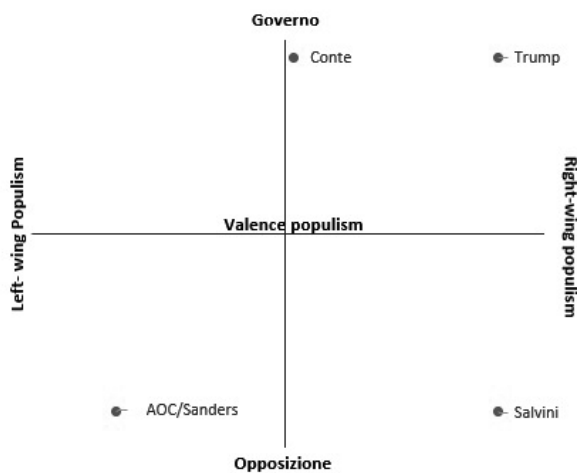 Governo
Conte
Trump
Left- wing Populism
Valence populism
Right-wing populism
AOC/Sanders
Salvini
Opposizione